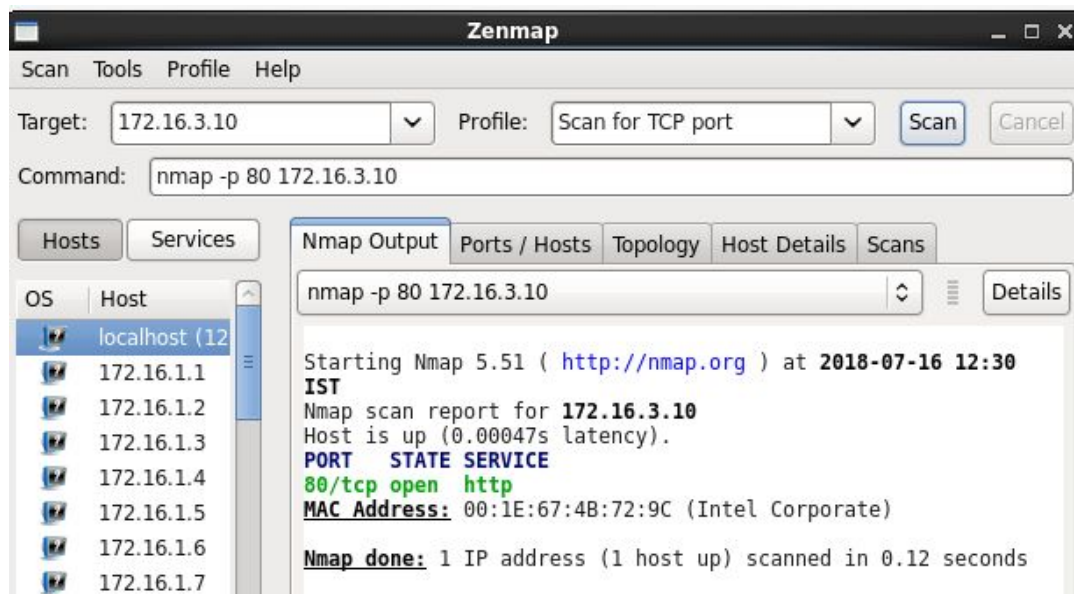 Zenmap
Scan Tools Profile Help
Target: 172.16.3.10 Profile: Scan for TCP port Scan Cancel
Command: nmap -p 80 172.16.3.10
Hosts Services
OS Host
localhost (12
172.16.1.1
172.16.1.2
172.16.1.3
172.16.1.4
172.16.1.5
172.16.1.6
172.16.1.7
Nmap Output Ports / Hosts Topology Host Details Scans
nmap -p 80 172.16.3.10 Details
Starting Nmap 5.51 ( http://nmap.org ) at 2018-07-16 12:30
IST
Nmap scan report for 172.16.3.10
Host is up (0.00047s latency).
PORT STATE SERVICE
80/tcp open http
MAC Address: 00:1E:67:4B:72:9C (Intel Corporate)
Nmap done: 1 IP address (1 host up) scanned in 0.12 seconds